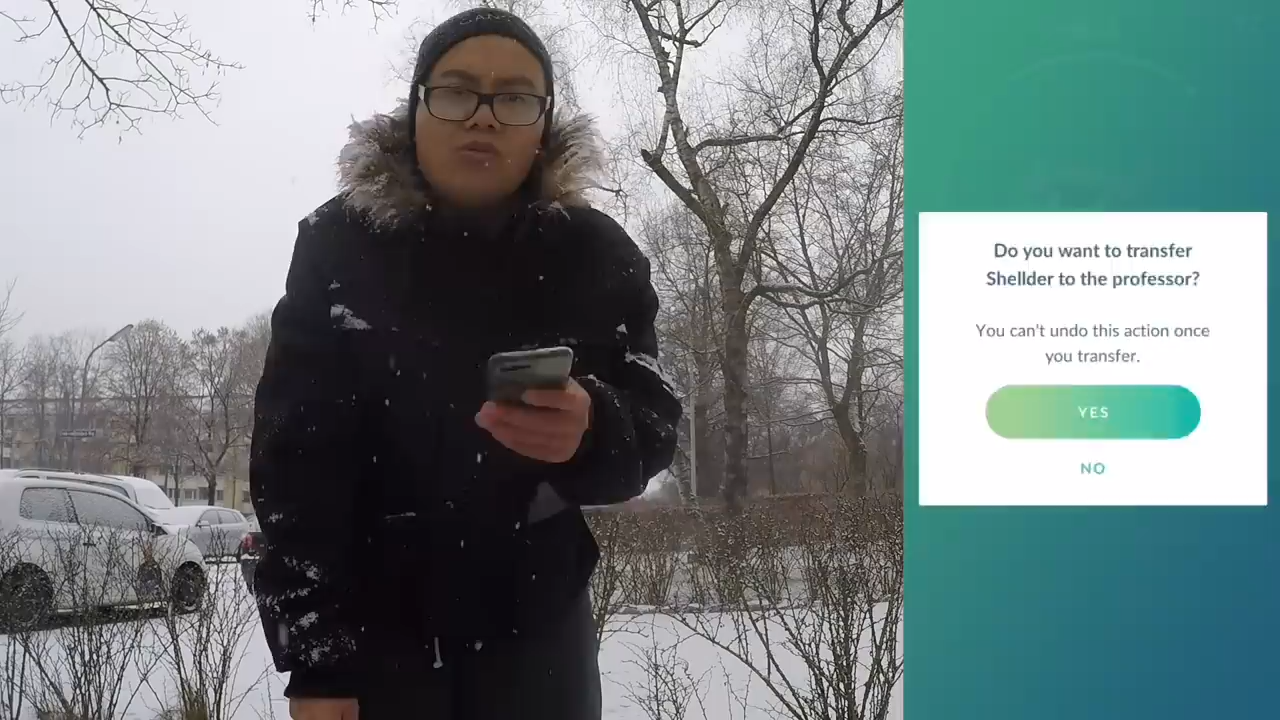 Do you want to transfer
Shellder to the professor?
You can't undo this action once
you transfer.
YES
NO